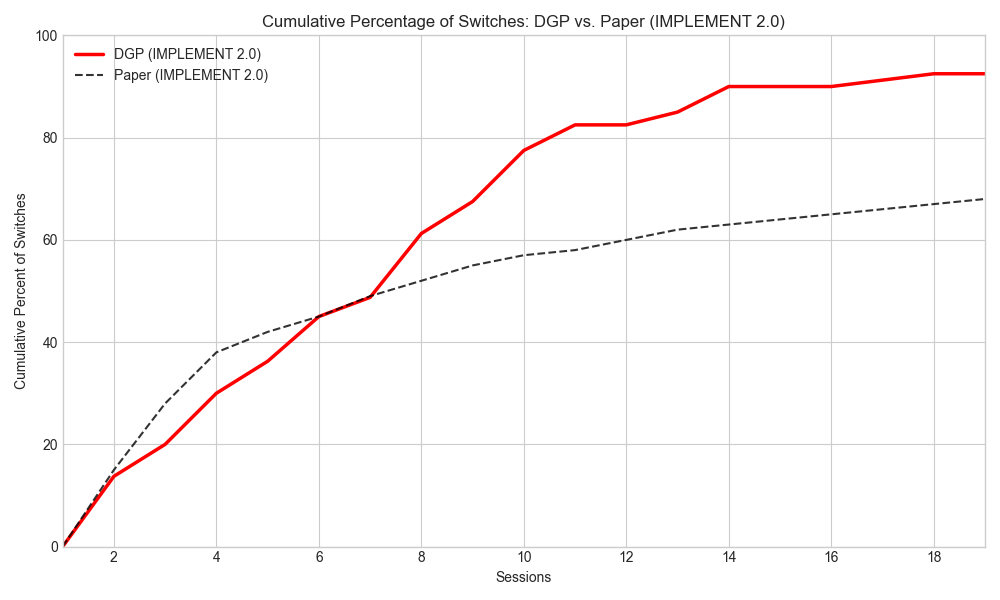 Cumulative Percentage of Switches: DGP vs. Paper (IMPLEMENT 2.0)
100
DGP (IMPLEMENT 2.0)
Paper (IMPLEMENT 2.0)
80
60
40
20
0
Cumulative Percent of Switches
2 4 6 8 10 12 14 16 18
Sessions